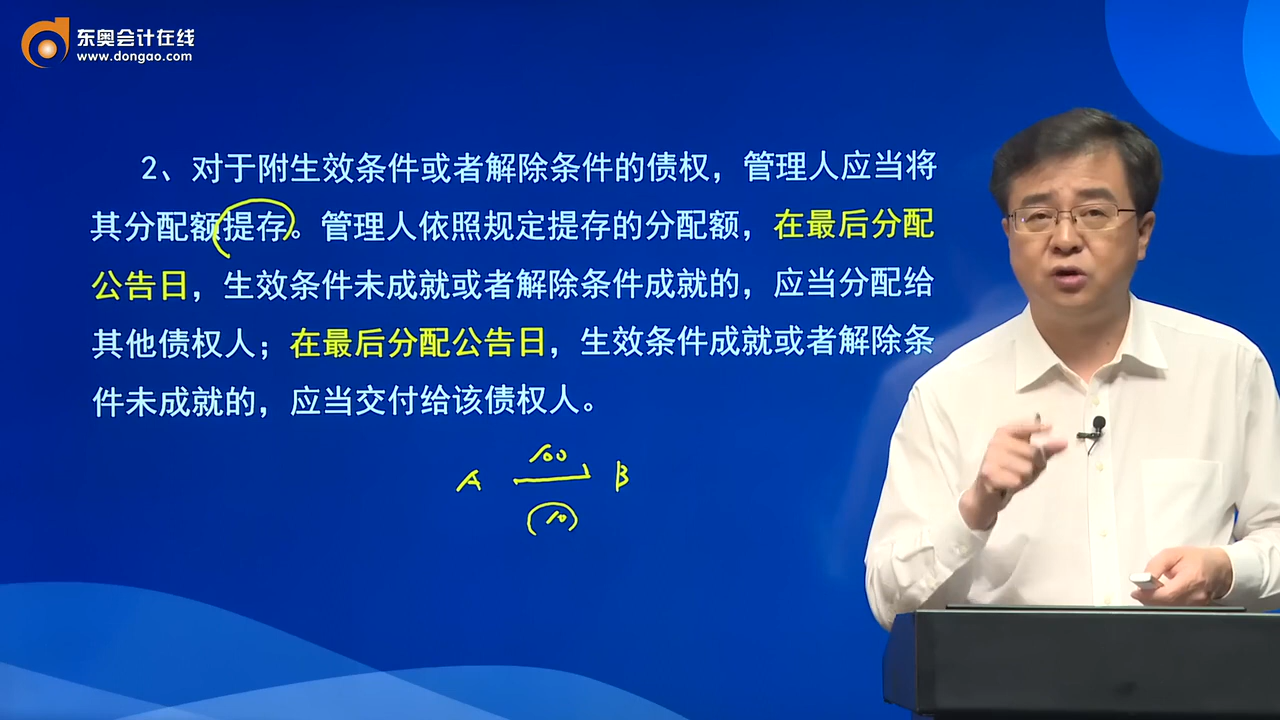 东奥会计在线
www.dongao.com
2、对于附生效条件或者解除条件的债权，管理人应当将
其分配额提存。管理人依照规定提存的分配额，在最后分配
公告日，生效条件未成就或者解除条件成就的，应当分配给
其他债权人；在最后分配公告日，生效条件成就或者解除条
件未成就的，应当交付给该债权人。
100
A B
(10)